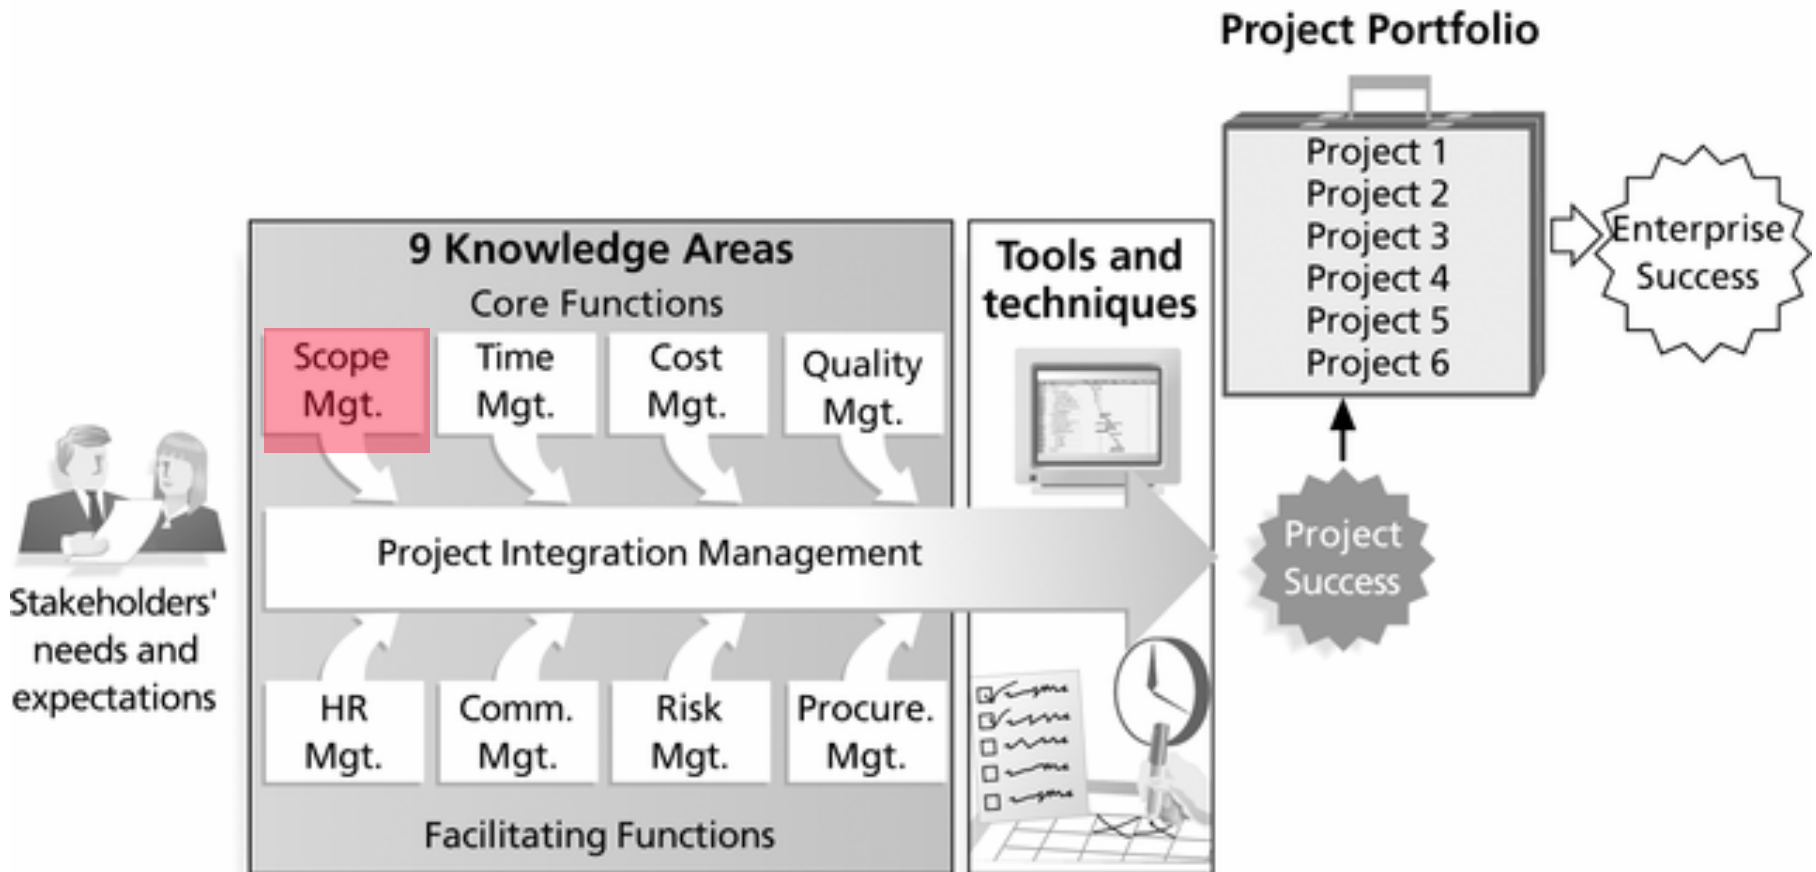 Project Portfolio
Project 1
Project 2
Project 3
Project 4
Project 5
Project 6
Enterprise
Success
9 Knowledge Areas
Core Functions
Scope
Mgt.
Time
Mgt.
Cost
Mgt.
Quality
Mgt.
Tools and
techniques
Project Integration Management
Project
Success
Stakeholders'
needs and
expectations
HR
Mgt.
Comm.
Mgt.
Risk
Mgt.
Procure.
Mgt.
Facilitating Functions